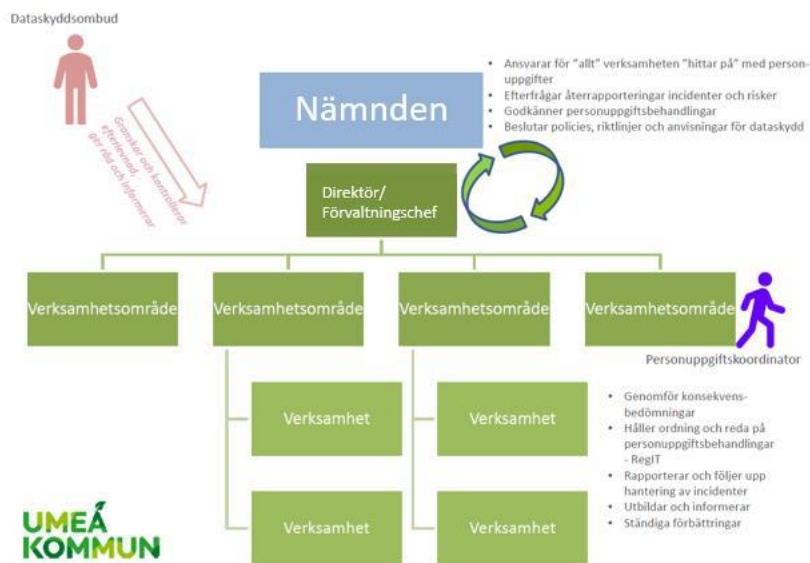 Dataskyddsombud
Granskar och kontrollerar
efterlevnad,
ger råd och informerar
Nämnden
• Ansvarar för "allt" verksamheten "hittar på" med person-
uppgifter
• Efterfrågar återrapporteringar incidenter och risker
• Godkänner personuppgiftsbehandlingar
• Beslutar policies, riktlinjer och anvisningar för dataskydd
Direktör/
Förvaltningschef
Verksamhetsområde
Verksamhetsområde
Verksamhetsområde
Verksamhetsområde
Personuppgiftskoordinator
Verksamhet
Verksamhet
Verksamhet
Verksamhet
• Genomför konsekvens-
bedömningar
• Håller ordning och reda på
personuppgiftsbehandlingar
- RegIT
• Rapporterar och följer upp
hantering av incidenter
• Utbildar och informerar
• Ständiga förbättringar
UMEÅ
KOMMUN